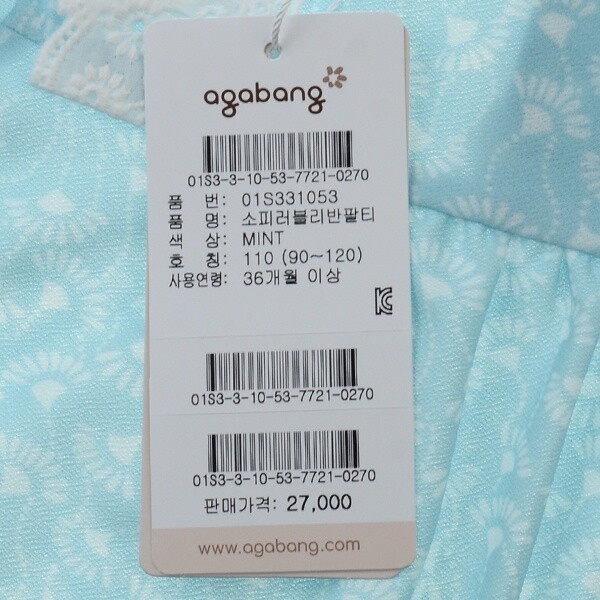 agabang
01S3-3-10-53-7721-0270
품 번: 01S331053
품 명: 소피러블리반팔티
색 상: MINT
호 칭: 110 (90~120)
사용연령: 36개월 이상
KC
01S3-3-10-53-7721-0270
01S3-3-10-53-7721-0270
판매가격: 27,000
www.agabang.com